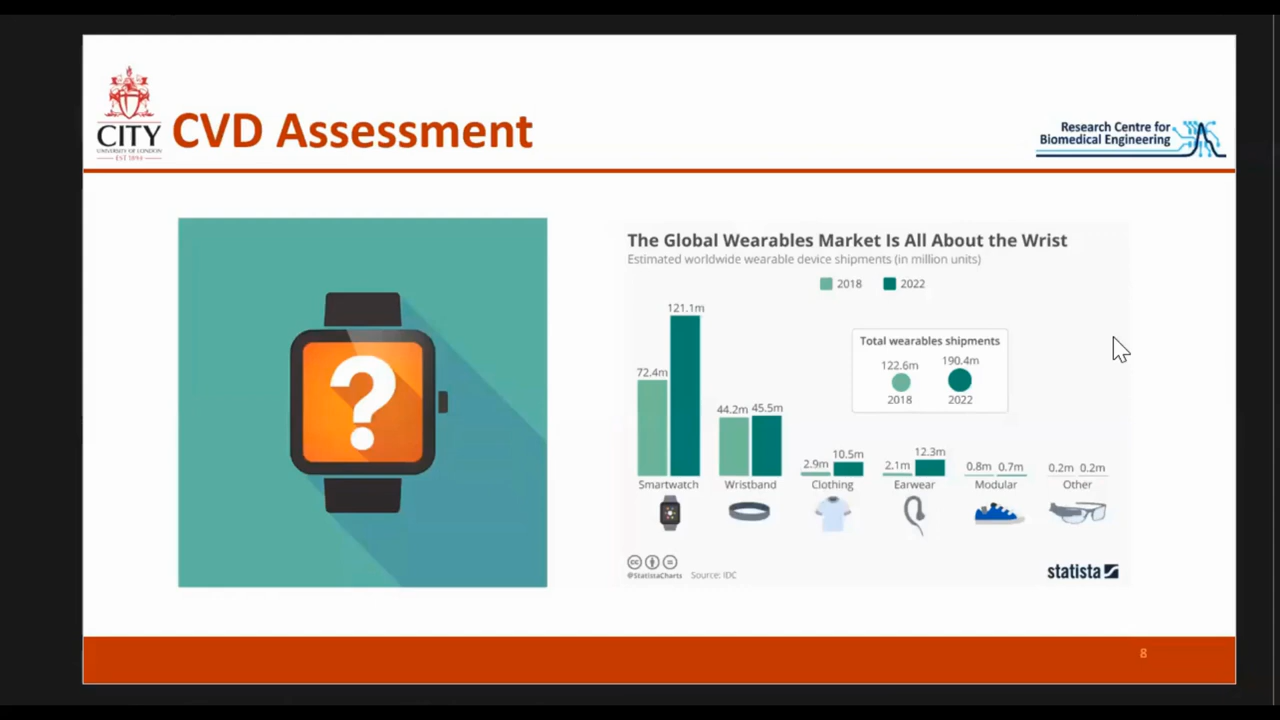 CITY
UNIVERSITY OF LONDON
EST 1894
CVD Assessment
Research Centre for
Biomedical Engineering
?
The Global Wearables Market Is All About the Wrist
Estimated worldwide wearable device shipments (in million units)
2018 2022
121.1m
72.4m
44.2m 45.5m
2.9m 10.5m
2.1m 12.3m
0.8m 0.7m
0.2m 0.2m
Total wearables shipments
122.6m 190.4m
2018 2022
Smartwatch Wristband Clothing Earwear Modular Other
cc
@StatistaCharts Source: IDC
statista
8